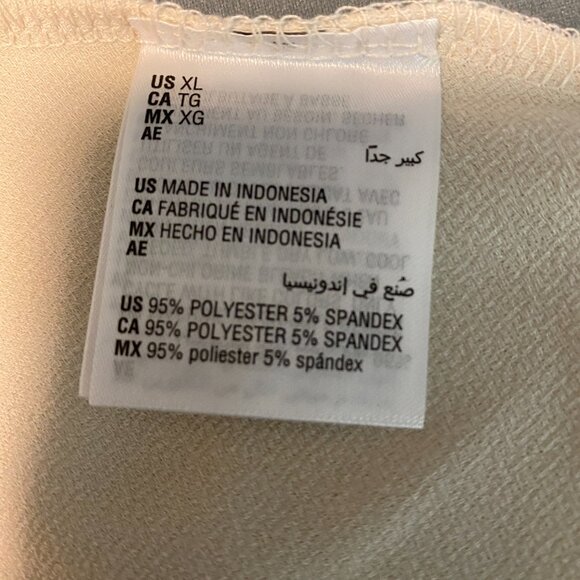 US XL
CA TG
MX XG
AE
كبير جدًا
US MADE IN INDONESIA
CA FABRIQUÉ EN INDONÉSIE
MX HECHO EN INDONESIA
AE
صُنع في إندونيسيا
US 95% POLYESTER 5% SPANDEX
CA 95% POLYESTER 5% SPANDEX
MX 95% poliester 5% spándex